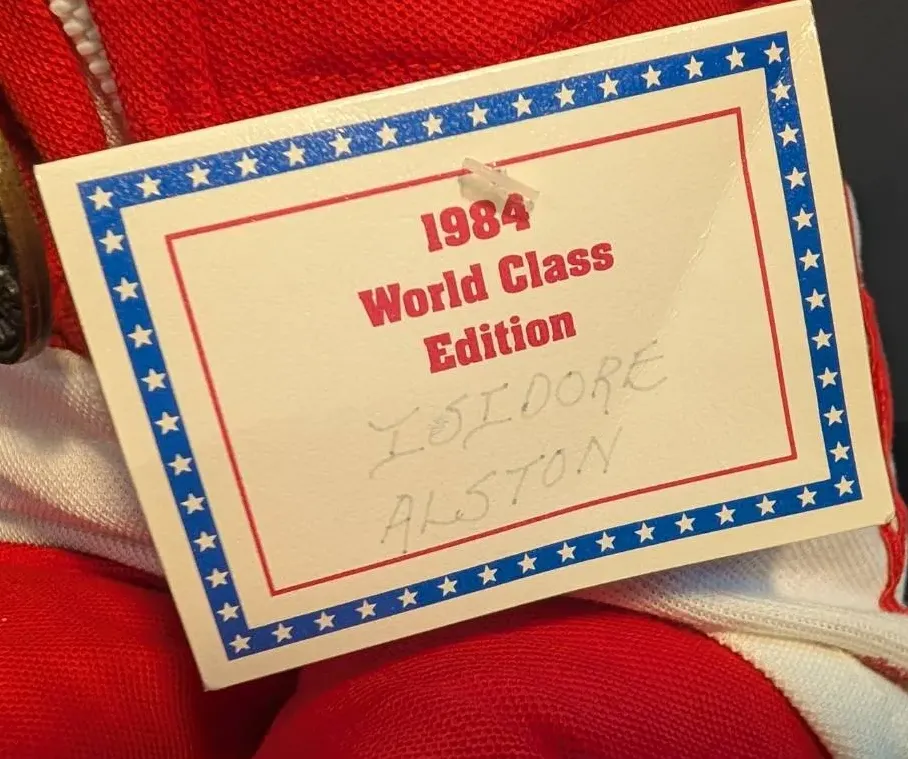 1984
World Class
Edition
ISIDORE
ALSTON